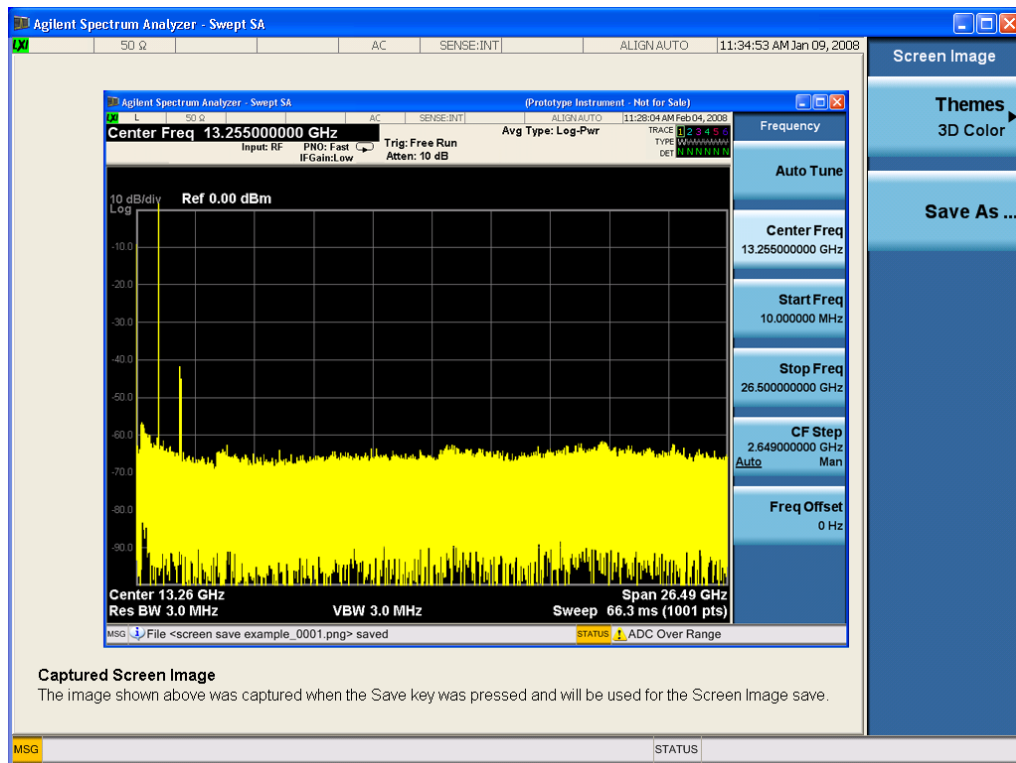 Agilent Spectrum Analyzer - Swept SA
LXI 50 Ω AC SENSE:INT ALIGN AUTO 11:34:53 AM Jan 09, 2008
Screen Image
Themes
3D Color
Save As ...
Agilent Spectrum Analyzer - Swept SA (Prototype Instrument - Not for Sale)
LXI L 50 Ω AC SENSE:INT ALIGN AUTO 11:28:04 AM Feb 04, 2008
Center Freq 13.255000000 GHz
Input: RF PNO: Fast
IFGain:Low
Trig: Free Run
Atten: 10 dB
Avg Type: Log-Pwr
TRACE 1 2 3 4 5 6
TYPE
DET N N N N N N
Frequency
Auto Tune
Center Freq
13.255000000 GHz
Start Freq
10.000000 MHz
Stop Freq
26.500000000 GHz
CF Step
2.649000000 GHz
Auto Man
Freq Offset
0 Hz
10 dB/div Ref 0.00 dBm
Log
-10.0
-20.0
-30.0
-40.0
-50.0
-60.0
-70.0
-80.0
-90.0
Center 13.26 GHz Span 26.49 GHz
Res BW 3.0 MHz VBW 3.0 MHz Sweep 66.3 ms (1001 pts)
MSG File <screen save example_0001.png> saved STATUS ADC Over Range
Captured Screen Image
The image shown above was captured when the Save key was pressed and will be used for the Screen Image save.
MSG STATUS